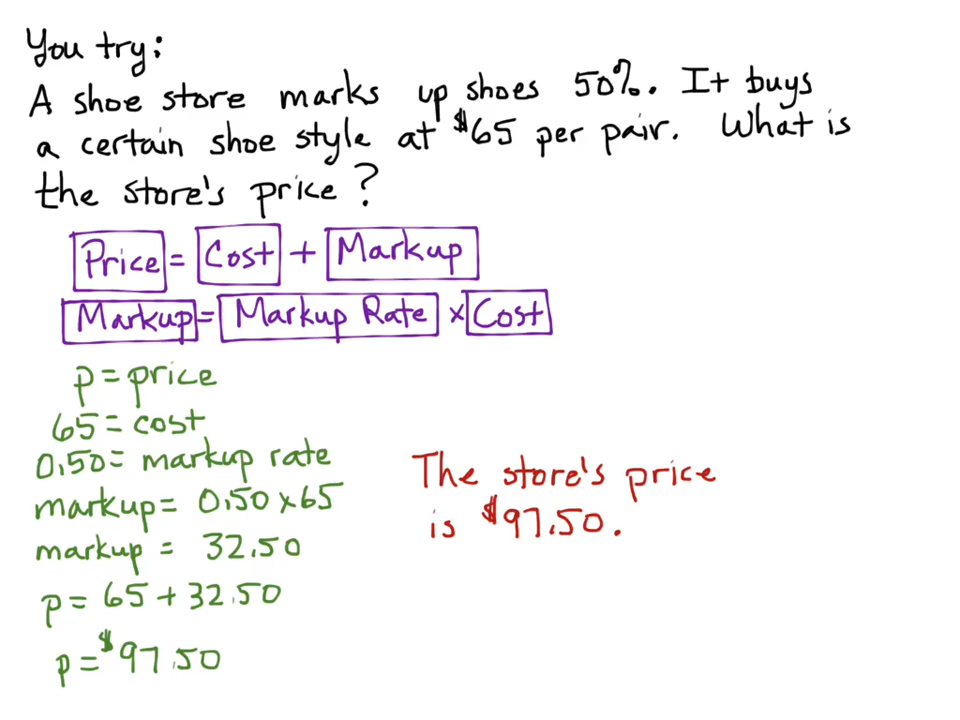 You try:
A shoe store marks up shoes 50%. It buys
a certain shoe style at $65 per pair. What is
the store's price?
Price = Cost + Markup
Markup = Markup Rate × Cost
p = price
65 = cost
0.50 = markup rate
markup = 0.50 × 65
markup = 32.50
p = 65 + 32.50
p = $97.50
The store's price
is $97.50.